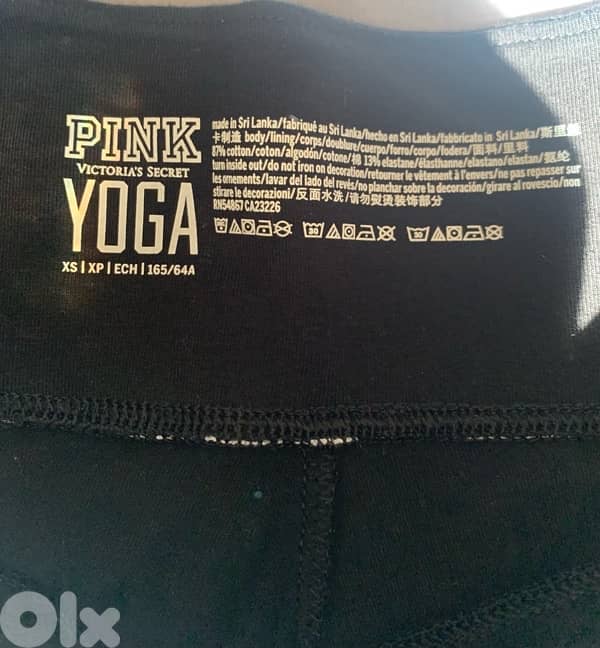 PINK
VICTORIA'S SECRET
YOGA
XS | XP | ECH | 165/64A
made in Sri Lanka/fabriqué au Sri Lanka/hecho en Sri Lanka/fabbricato in Sri Lanka/斯里
卡制造 body/lining/corps/doublure/cuerpo/forro/corpo/fodera/面料/里料
87% cotton/coton/algodón/cotone/棉 13% elastane/élasthanne/elastano/elastan/氨纶
turn inside out/do not iron on decoration/retourner le vêtement à l'envers/ne pas repasser sur
les ornements/lavar del lado del revés/no planchar sobre la decoración/girare al rovescio/non
stirare le decorazioni/反面水洗/请勿熨烫装饰部分
RN54867 CA23226
30 30
OLX